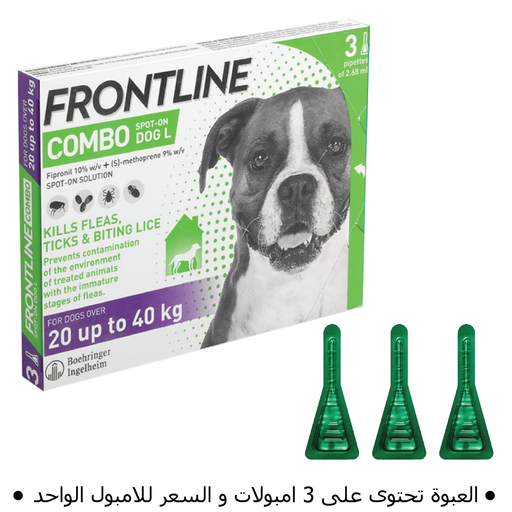 FRONTLINE
COMBO SPOT-ON DOG L
Fipronil 10% w/v + (S)-methoprene 9% w/v
SPOT-ON SOLUTION
KILLS FLEAS,
TICKS & BITING LICE
Prevents contamination
of the environment
of treated animals
with the immature
stages of fleas.
FOR DOGS OVER
20 up to 40 kg
Boehringer
Ingelheim
3
pipettes
of 2.68 ml
FOR DOGS OVER
20 up to 40 kg
FRONTLINE
COMBO
SPOT-ON DOG L
3
● العبوة تحتوى على 3 امبولات و السعر للامبول الواحد ●